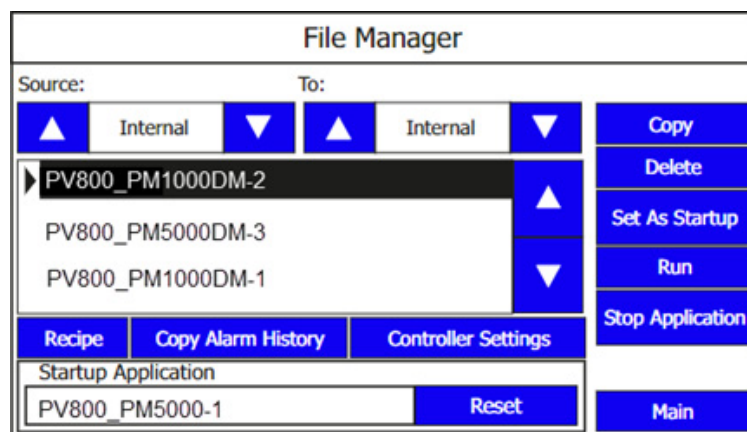 File Manager
Source: To:
Internal Internal
Copy
Delete
Set As Startup
Run
Stop Application
PV800_PM1000DM-2
PV800_PM5000DM-3
PV800_PM1000DM-1
Recipe Copy Alarm History Controller Settings
Startup Application
PV800_PM5000-1 Reset
Main